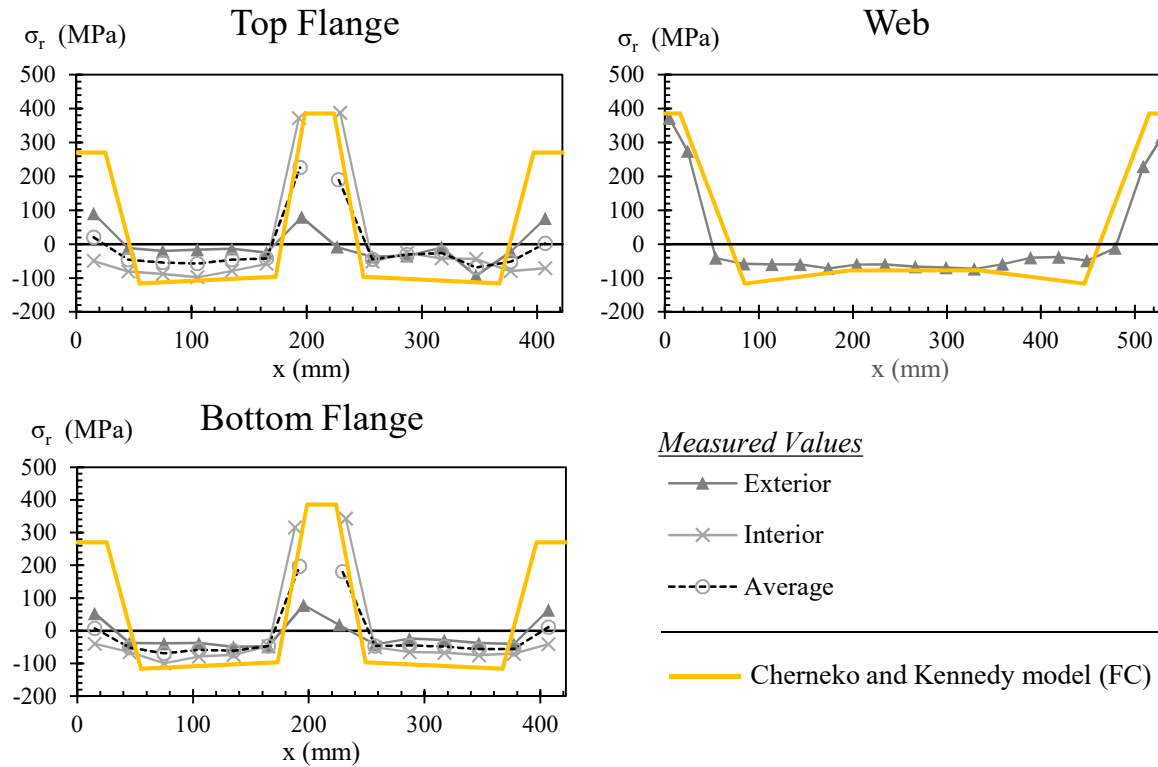 Top Flange
σr (MPa)
500
400
300
200
100
0
-100
-200
0
100
200
300
400
x (mm)
Web
σr (MPa)
500
400
300
200
100
0
-100
-200
0
100
200
300
400
500
x (mm)
Bottom Flange
σr (MPa)
500
400
300
200
100
0
-100
-200
0
100
200
300
400
x (mm)
Measured Values
Exterior
Interior
Average
Cherneko and Kennedy model (FC)